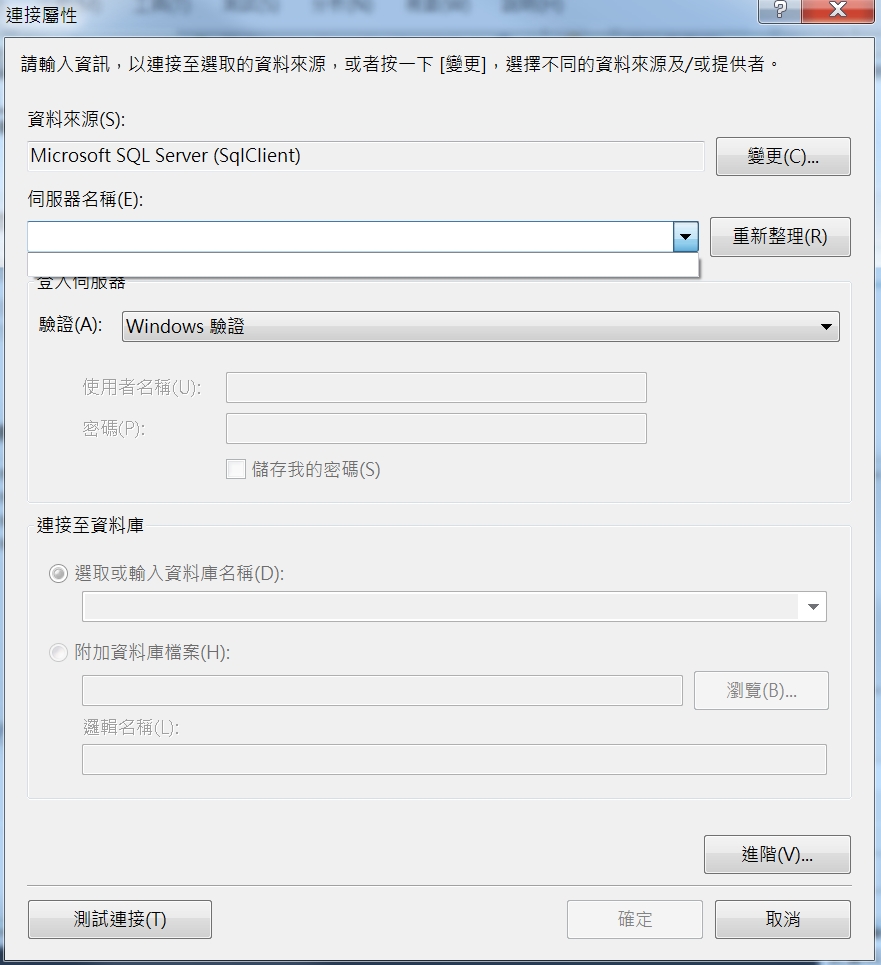 連接屬性
請輸入資訊，以連接至選取的資料來源，或者按一下 [變更]，選擇不同的資料來源及/或提供者。
資料來源(S):
Microsoft SQL Server (SqlClient)
變更(C)...
伺服器名稱(E):
重新整理(R)
登入伺服器
驗證(A):
Windows 驗證
使用者名稱(U):
密碼(P):
儲存我的密碼(S)
連接至資料庫
選取或輸入資料庫名稱(D):
附加資料庫檔案(H):
瀏覽(B)...
邏輯名稱(L):
進階(V)...
測試連接(T)
確定
取消